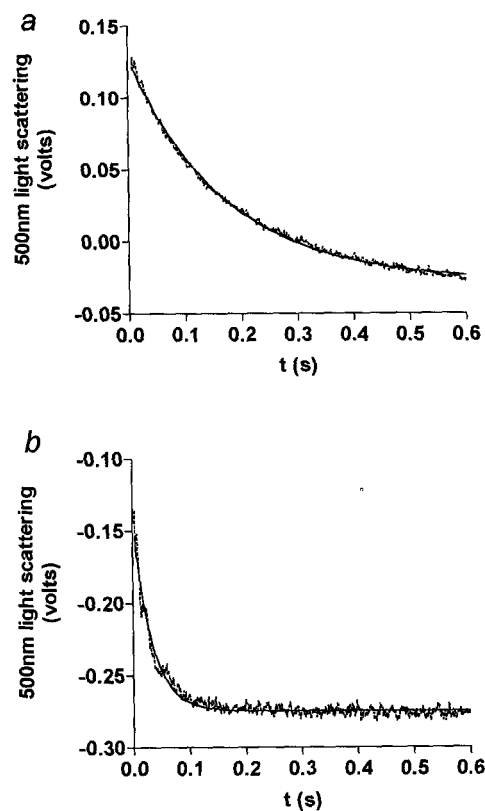 a
0.15
0.10
0.05
0.00
-0.05
500nm light scattering
(volts)
0.0 0.1 0.2 0.3 0.4 0.5 0.6
t (s)
b
-0.10
-0.15
-0.20
-0.25
-0.30
500nm light scattering
(volts)
0.0 0.1 0.2 0.3 0.4 0.5 0.6
t (s)